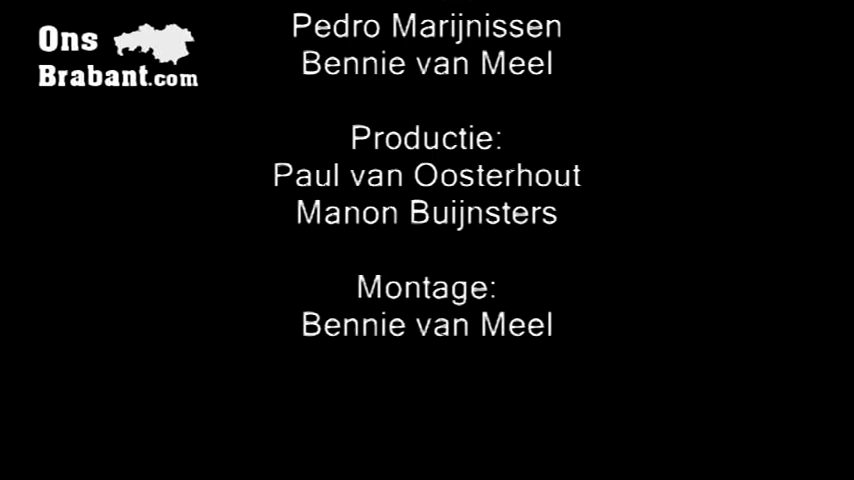 Ons
Brabant.com
Pedro Marijnissen
Bennie van Meel
Productie:
Paul van Oosterhout
Manon Buijnsters
Montage:
Bennie van Meel